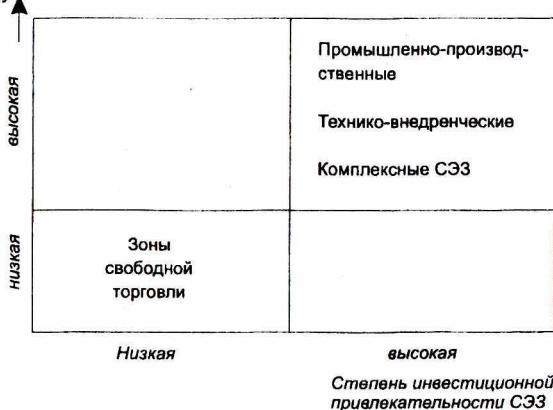 у
Промышленно-производ-
ственные
Технико-внедренческие
Комплексные СЭЗ
высокая
Зоны
свободной
торговли
низкая
Низкая
высокая
Степень инвестиционной
привлекательности СЭЗ